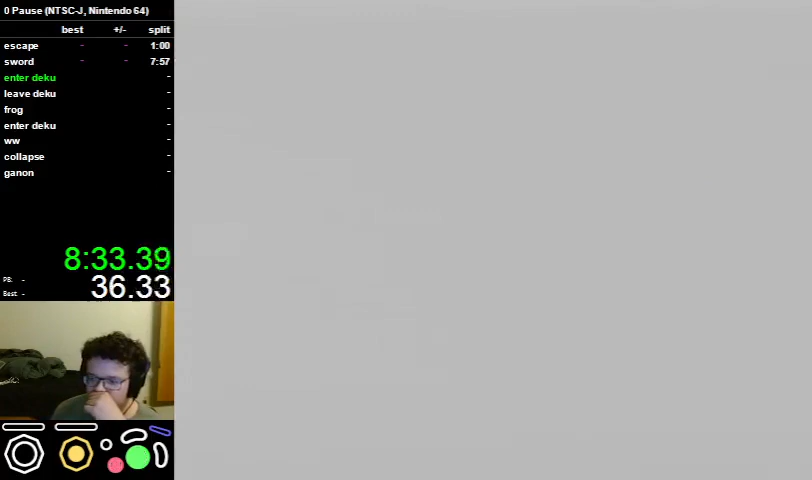 0 Pause (NTSC-J, Nintendo 64)
best +/- split
escape - - 1:00
sword - - 7:57
enter deku -
leave deku -
frog -
enter deku -
ww -
collapse -
ganon -
8:33.39
PB: -
36.33
Best: -